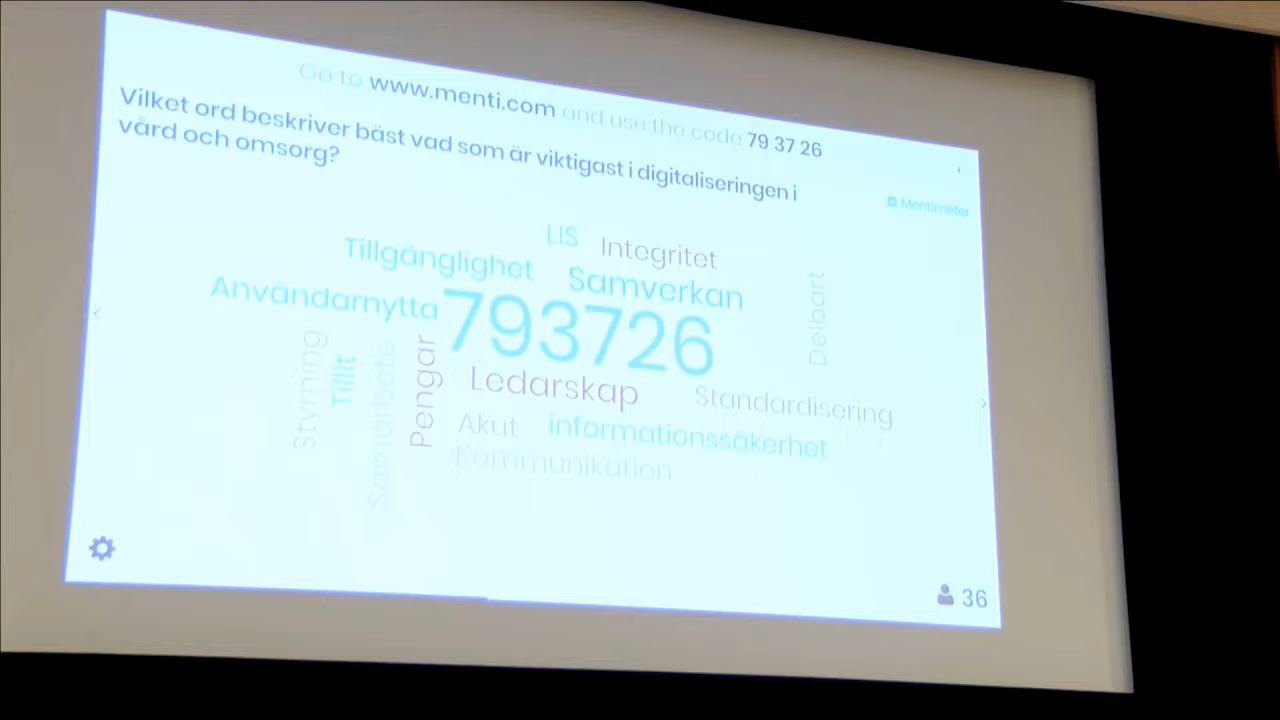 Go to www.menti.com and use the code 79 37 26
Vilket ord beskriver bäst vad som är viktigast i digitaliseringen i
vård och omsorg?
Mentimeter
LIS
Integritet
Tillgänglighet
Samverkan
Användarnytta
793726
Delbart
Styrning
Tillit
Samarbete
Pengar
Ledarskap
Standardisering
Akut
informationssäkerhet
Kommunikation
36